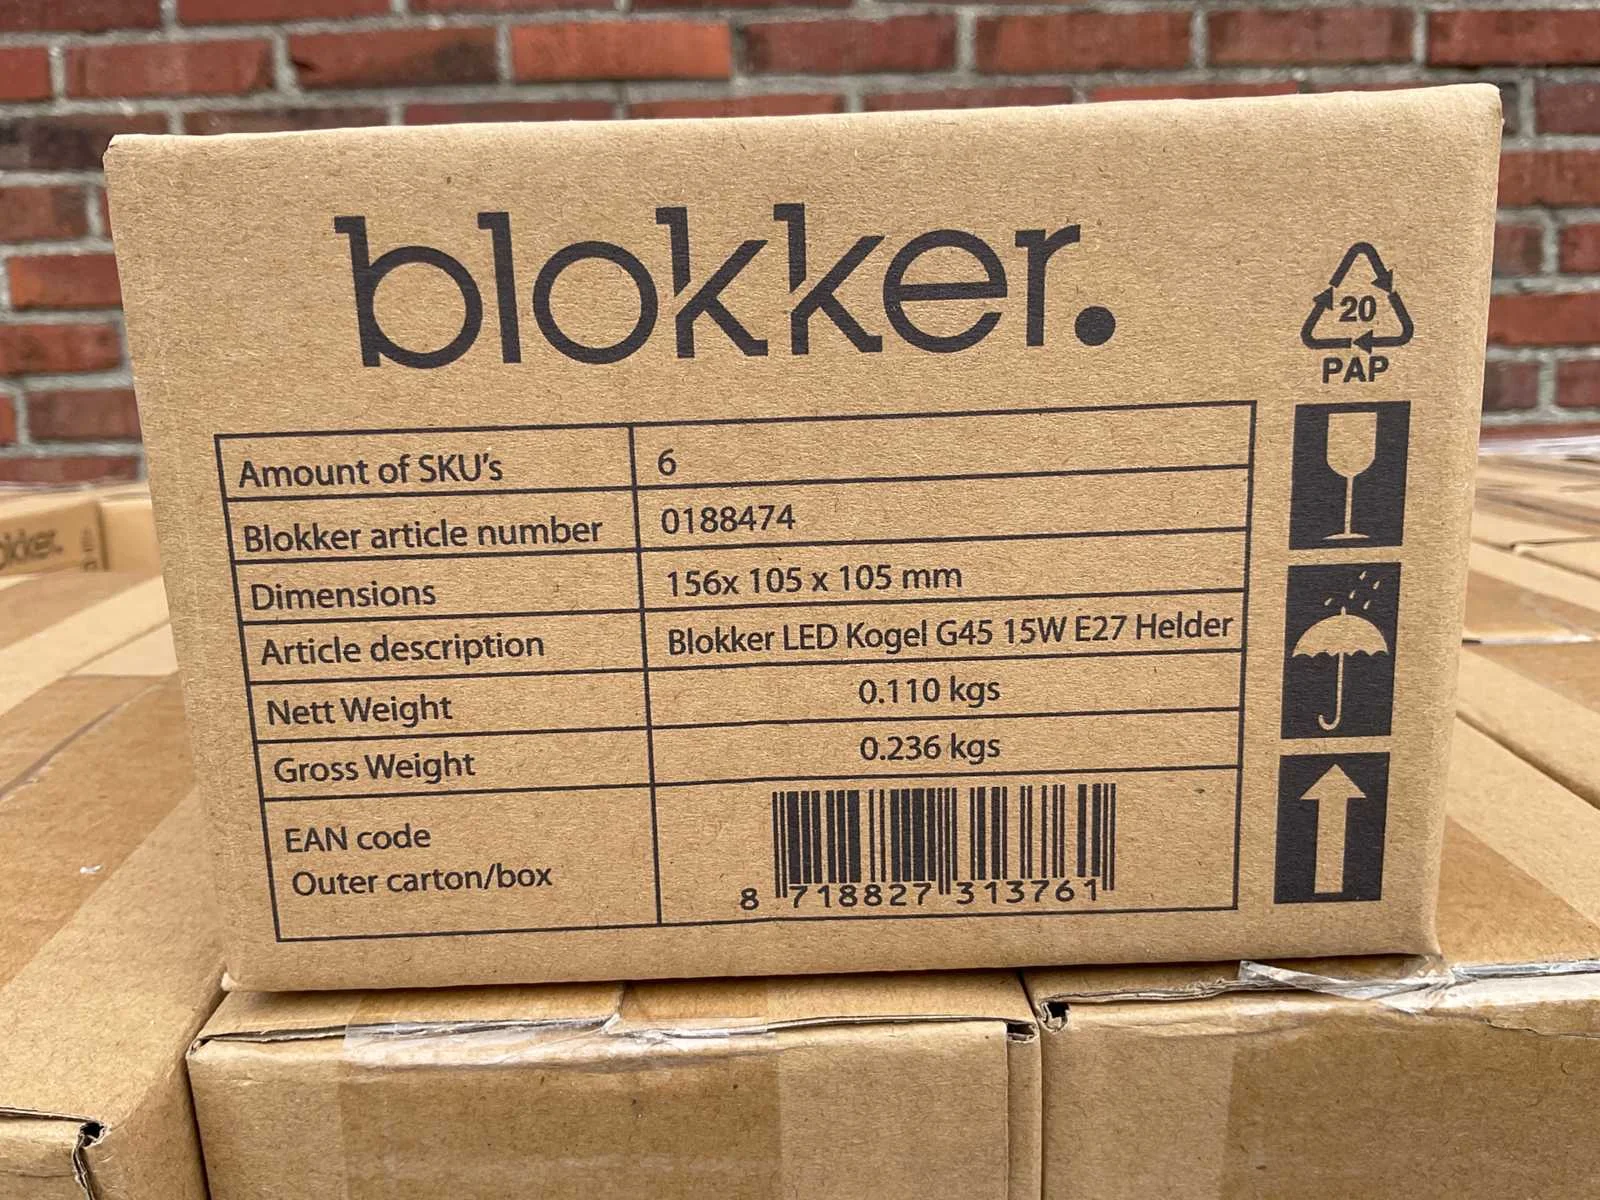 blokker.
20
PAP
Amount of SKU's 6
Blokker article number 0188474
Dimensions 156x 105 x 105 mm
Article description Blokker LED Kogel G45 15W E27 Helder
Nett Weight 0.110 kgs
Gross Weight 0.236 kgs
EAN code
Outer carton/box
8 718827 313761